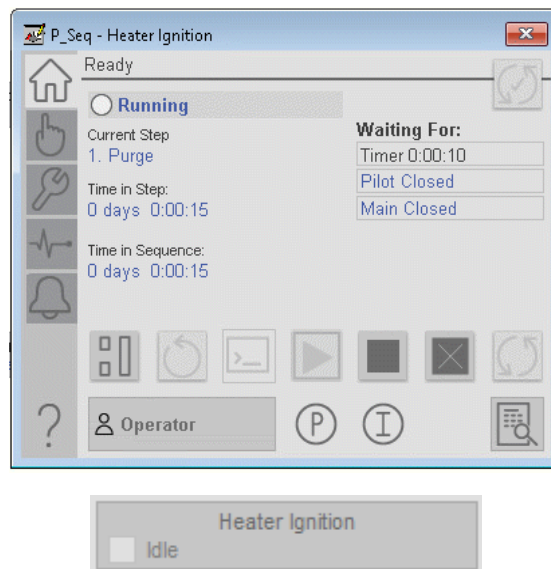 P_Seq - Heater Ignition
Ready
Running
Current Step
1. Purge
Time in Step:
0 days 0:00:15
Time in Sequence:
0 days 0:00:15
Waiting For:
Timer 0:00:10
Pilot Closed
Main Closed
>_
?
Operator
P
I
Heater Ignition
Idle